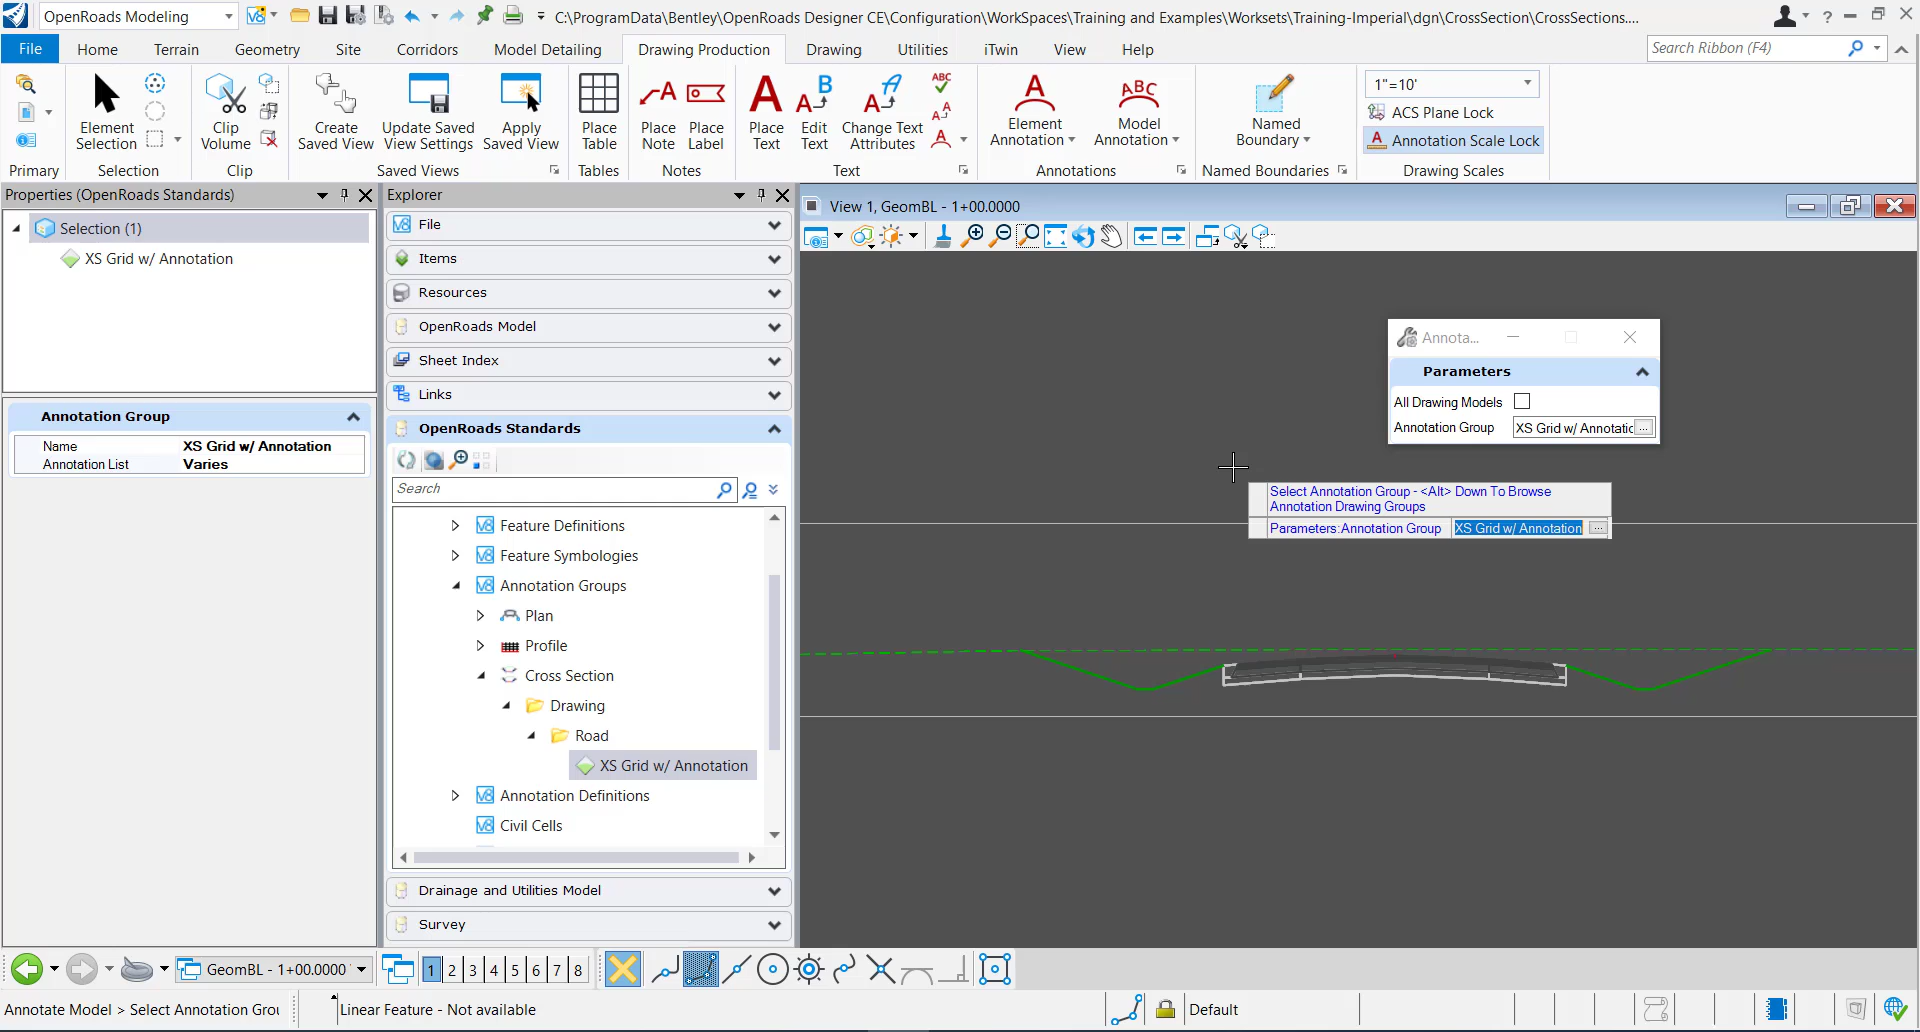 OpenRoads Modeling
C:\ProgramData\Bentley\OpenRoads Designer CE\Configuration\WorkSpaces\Training and Examples\Worksets\Training-Imperial\dgn\CrossSection\CrossSections....
File
Home
Terrain
Geometry
Site
Corridors
Model Detailing
Drawing Production
Drawing
Utilities
iTwin
View
Help
Search Ribbon (F4)
Element
Selection
Clip
Volume
Create
Saved View
Update Saved
View Settings
Apply
Saved View
Place
Table
Place
Note
Place
Label
Place
Text
Edit
Text
Change Text
Attributes
Element
Annotation
Model
Annotation
Named
Boundary
1"=10'
ACS Plane Lock
Annotation Scale Lock
Primary
Selection
Clip
Saved Views
Tables
Notes
Text
Annotations
Named Boundaries
Drawing Scales
Properties (OpenRoads Standards)
Selection (1)
XS Grid w/ Annotation
Annotation Group
Name XS Grid w/ Annotation
Annotation List Varies
Explorer
File
Items
Resources
OpenRoads Model
Sheet Index
Links
OpenRoads Standards
Search
Feature Definitions
Feature Symbologies
Annotation Groups
Plan
Profile
Cross Section
Drawing
Road
XS Grid w/ Annotation
Annotation Definitions
Civil Cells
Drainage and Utilities Model
Survey
View 1, GeomBL - 1+00.0000
Annota...
Parameters
All Drawing Models
Annotation Group XS Grid w/ Annotatic ...
Select Annotation Group - <Alt> Down To Browse
Annotation Drawing Groups
Parameters:Annotation Group XS Grid w/ Annotation ...
GeomBL - 1+00.0000
1 2 3 4 5 6 7 8
Annotate Model > Select Annotation Grou
Linear Feature - Not available
Default